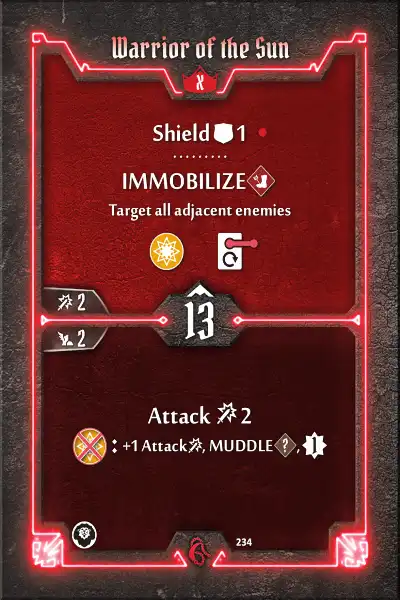 Warrior of the Sun
X
Shield 1
IMMOBILIZE
Target all adjacent enemies
2
13
2
Attack 2
: +1 Attack, MUDDLE ?, 1
234